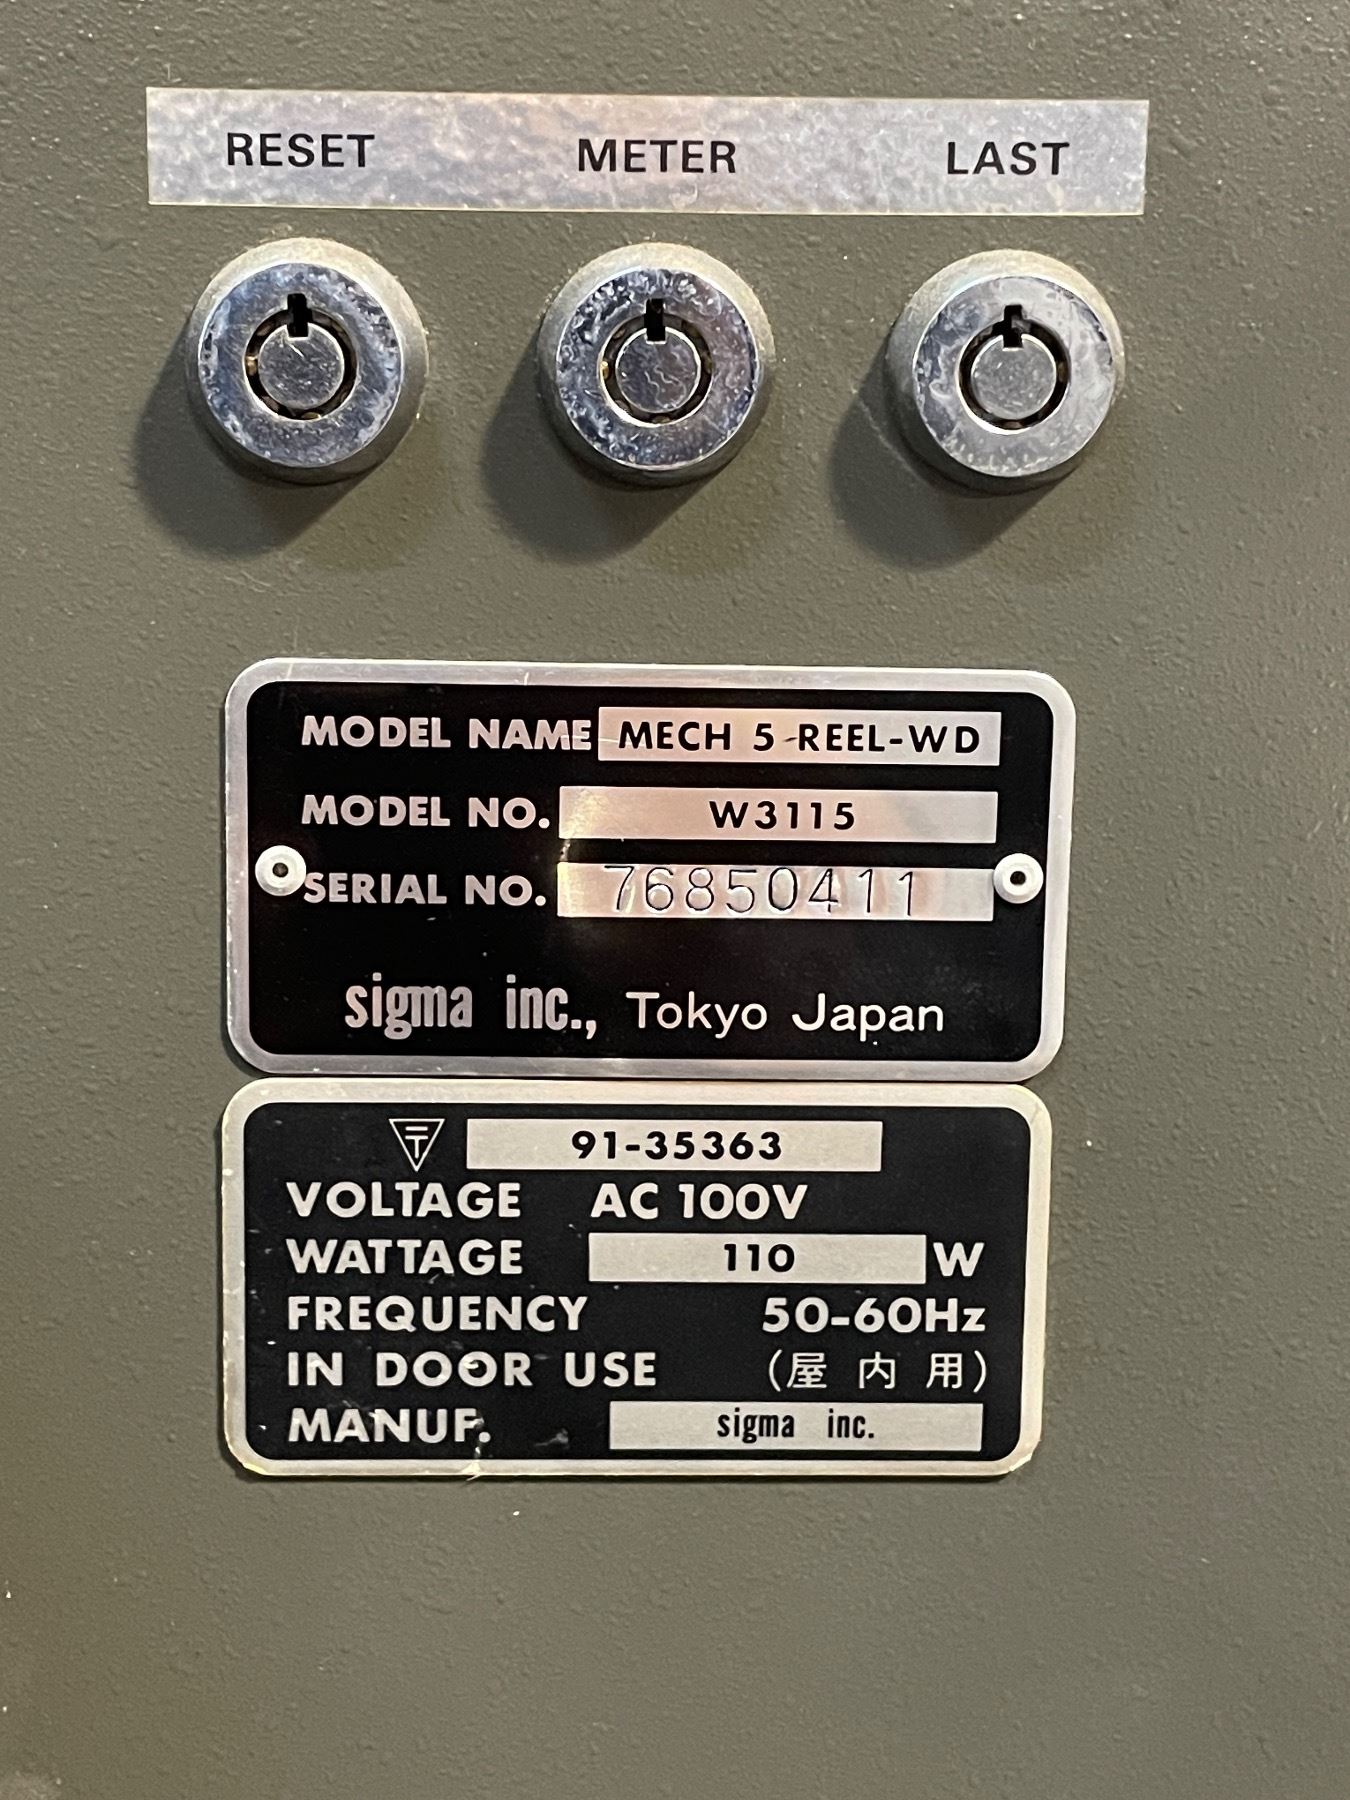 RESET METER LAST
MODEL NAME MECH 5-REEL-WD
MODEL NO. W3115
SERIAL NO. 76850411
sigma inc., Tokyo Japan
〒 91-35363
VOLTAGE AC 100V
WATTAGE 110 W
FREQUENCY 50-60Hz
IN DOOR USE (屋内用)
MANUF. sigma inc.